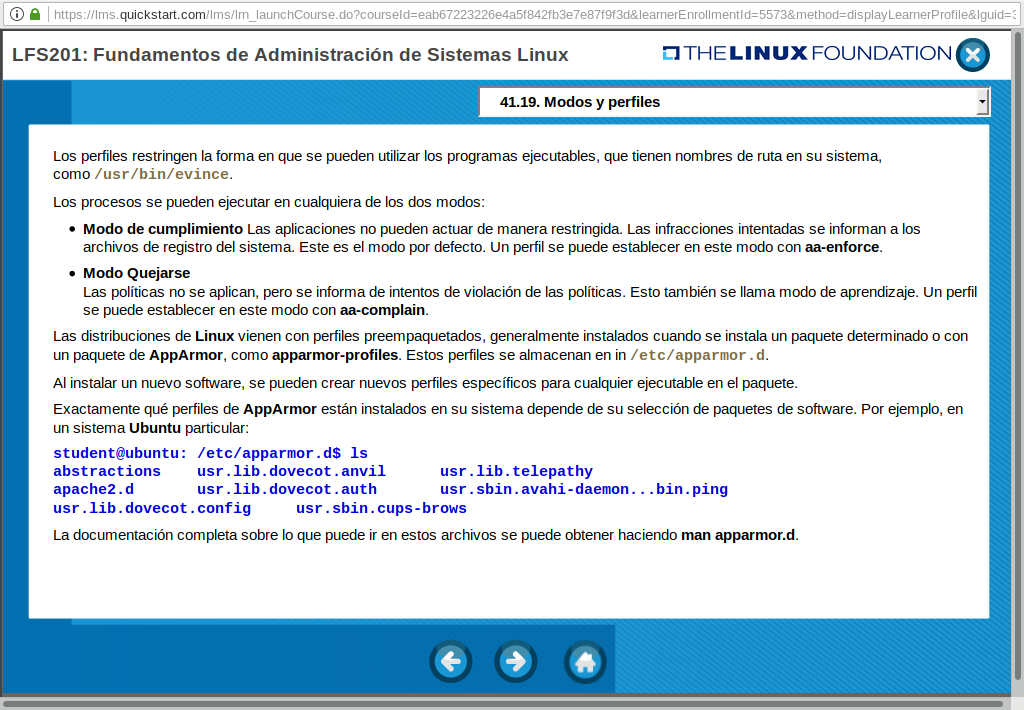 https://lms.quickstart.com/lms/lrn_launchCourse.do?courseId=eab67223226e4a5f842fb3e7e87f9f3d&learnerEnrollmentId=5573&method=displayLearnerProfile&lguid=3
LFS201: Fundamentos de Administración de Sistemas Linux
THE LINUX FOUNDATION
41.19. Modos y perfiles
Los perfiles restringen la forma en que se pueden utilizar los programas ejecutables, que tienen nombres de ruta en su sistema,
como /usr/bin/evince.
Los procesos se pueden ejecutar en cualquiera de los dos modos:
• Modo de cumplimiento Las aplicaciones no pueden actuar de manera restringida. Las infracciones intentadas se informan a los
archivos de registro del sistema. Este es el modo por defecto. Un perfil se puede establecer en este modo con aa-enforce.
• Modo Quejarse
Las políticas no se aplican, pero se informa de intentos de violación de las políticas. Esto también se llama modo de aprendizaje. Un perfil
se puede establecer en este modo con aa-complain.
Las distribuciones de Linux vienen con perfiles preempaquetados, generalmente instalados cuando se instala un paquete determinado o con
un paquete de AppArmor, como apparmor-profiles. Estos perfiles se almacenan en in /etc/apparmor.d.
Al instalar un nuevo software, se pueden crear nuevos perfiles específicos para cualquier ejecutable en el paquete.
Exactamente qué perfiles de AppArmor están instalados en su sistema depende de su selección de paquetes de software. Por ejemplo, en
un sistema Ubuntu particular:
student@ubuntu: /etc/apparmor.d$ ls
abstractions    usr.lib.dovecot.anvil      usr.lib.telepathy
apache2.d       usr.lib.dovecot.auth       usr.sbin.avahi-daemon...bin.ping
usr.lib.dovecot.config     usr.sbin.cups-brows
La documentación completa sobre lo que puede ir en estos archivos se puede obtener haciendo man apparmor.d.